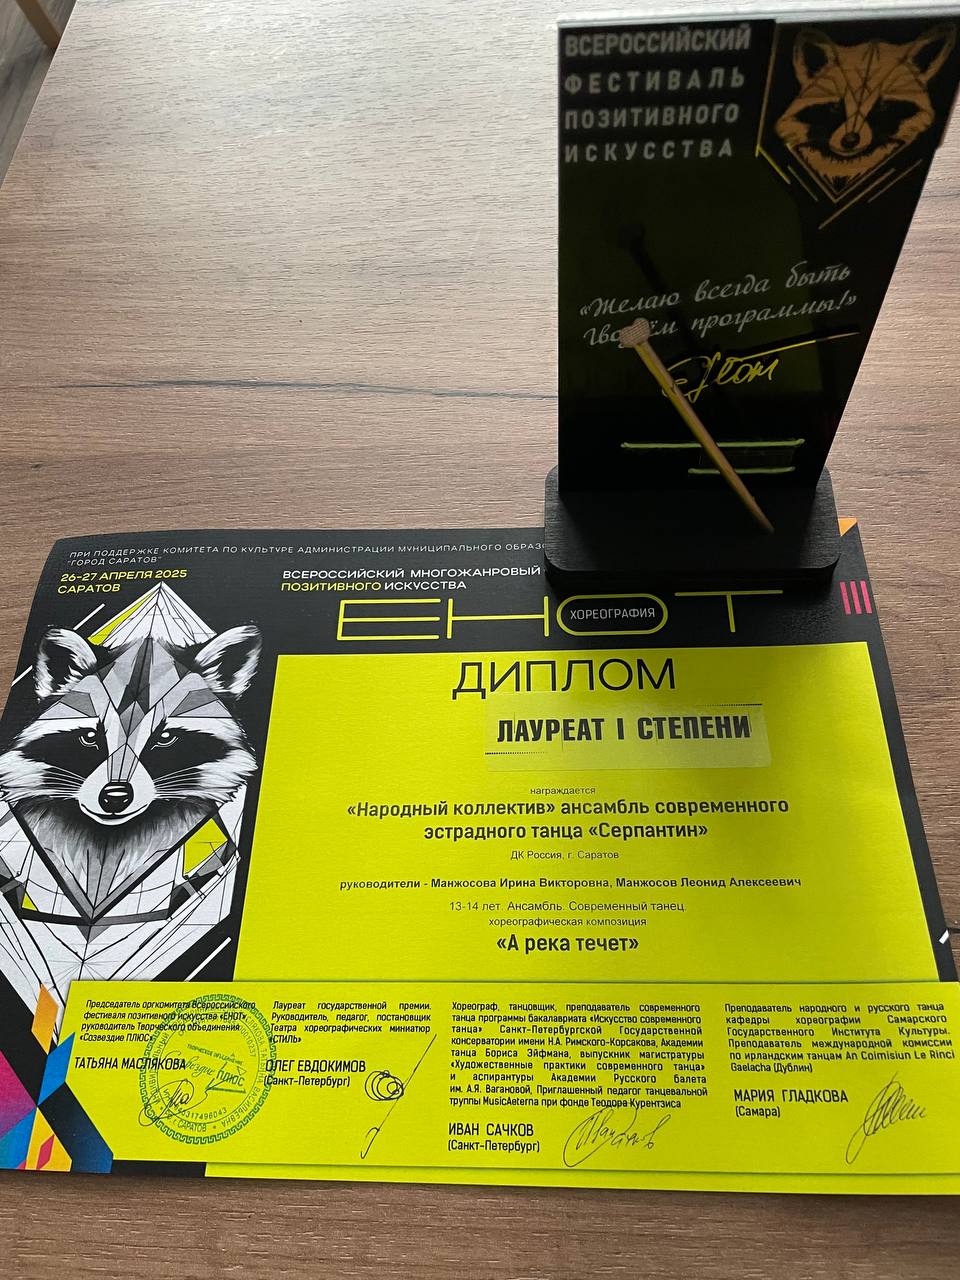 ВСЕРОССИЙСКИЙ
ФЕСТИВАЛЬ
ПОЗИТИВНОГО
ИСКУССТВА
«Желаю всегда быть
программы!»
Енот
ПРИ ПОДДЕРЖКЕ КОМИТЕТА ПО КУЛЬТУРЕ АДМИНИСТРАЦИИ МУНИЦИПАЛЬНОГО
"ГОРОД САРАТОВ"
26-27 АПРЕЛЯ 2025
САРАТОВ
ВСЕРОССИЙСКИЙ МНОГОЖАНРОВЫЙ
ПОЗИТИВНОГО ИСКУССТВА
ЕНОТ
ХОРЕОГРАФИЯ
ДИПЛОМ
ЛАУРЕАТ I СТЕПЕНИ
награждается
«Народный коллектив» ансамбль современного
эстрадного танца «Серпантин»
ДК Россия, г. Саратов
руководители - Манжосова Ирина Викторовна, Манжосов Леонид Алексеевич
13-14 лет. Ансамбль. Современный танец.
хореографическая композиция
«А река течет»
Председатель оргкомитета Всероссийского
фестиваля позитивного искусства «ЕНОТ»,
руководитель Творческого объединения
«Созвездие ПЛЮС»
ТАТЬЯНА МАСЛЯКОВА
Лауреат государственной премии.
Руководитель, педагог, постановщик
Театра хореографических миниатюр
«СТИЛЬ»
ОЛЕГ ЕВДОКИМОВ
(Санкт-Петербург)
Хореограф, танцовщик, преподаватель современного
танца программы бакалавриата «Искусство современного
танца» Санкт-Петербургской Государственной
консерватории имени Н.А. Римского-Корсакова, Академии
танца Бориса Эйфмана, выпускник магистратуры
«Художественные практики современного танца»
и аспирантуры Академии Русского балета
им. А.Я. Вагановой, Приглашенный педагог танцевальной
труппы MusicAeterna при фонде Теодора Курентзиса
ИВАН САЧКОВ
(Санкт-Петербург)
Преподаватель народного и русского танца
кафедры хореографии Самарского
Государственного Института Культуры.
Преподаватель международной комиссии
по ирландским танцам An Coimisiun Le Rinci
Gaelacha (Дублин)
МАРИЯ ГЛАДКОВА
(Самара)
ПЛЮС
г. САРАТОВ